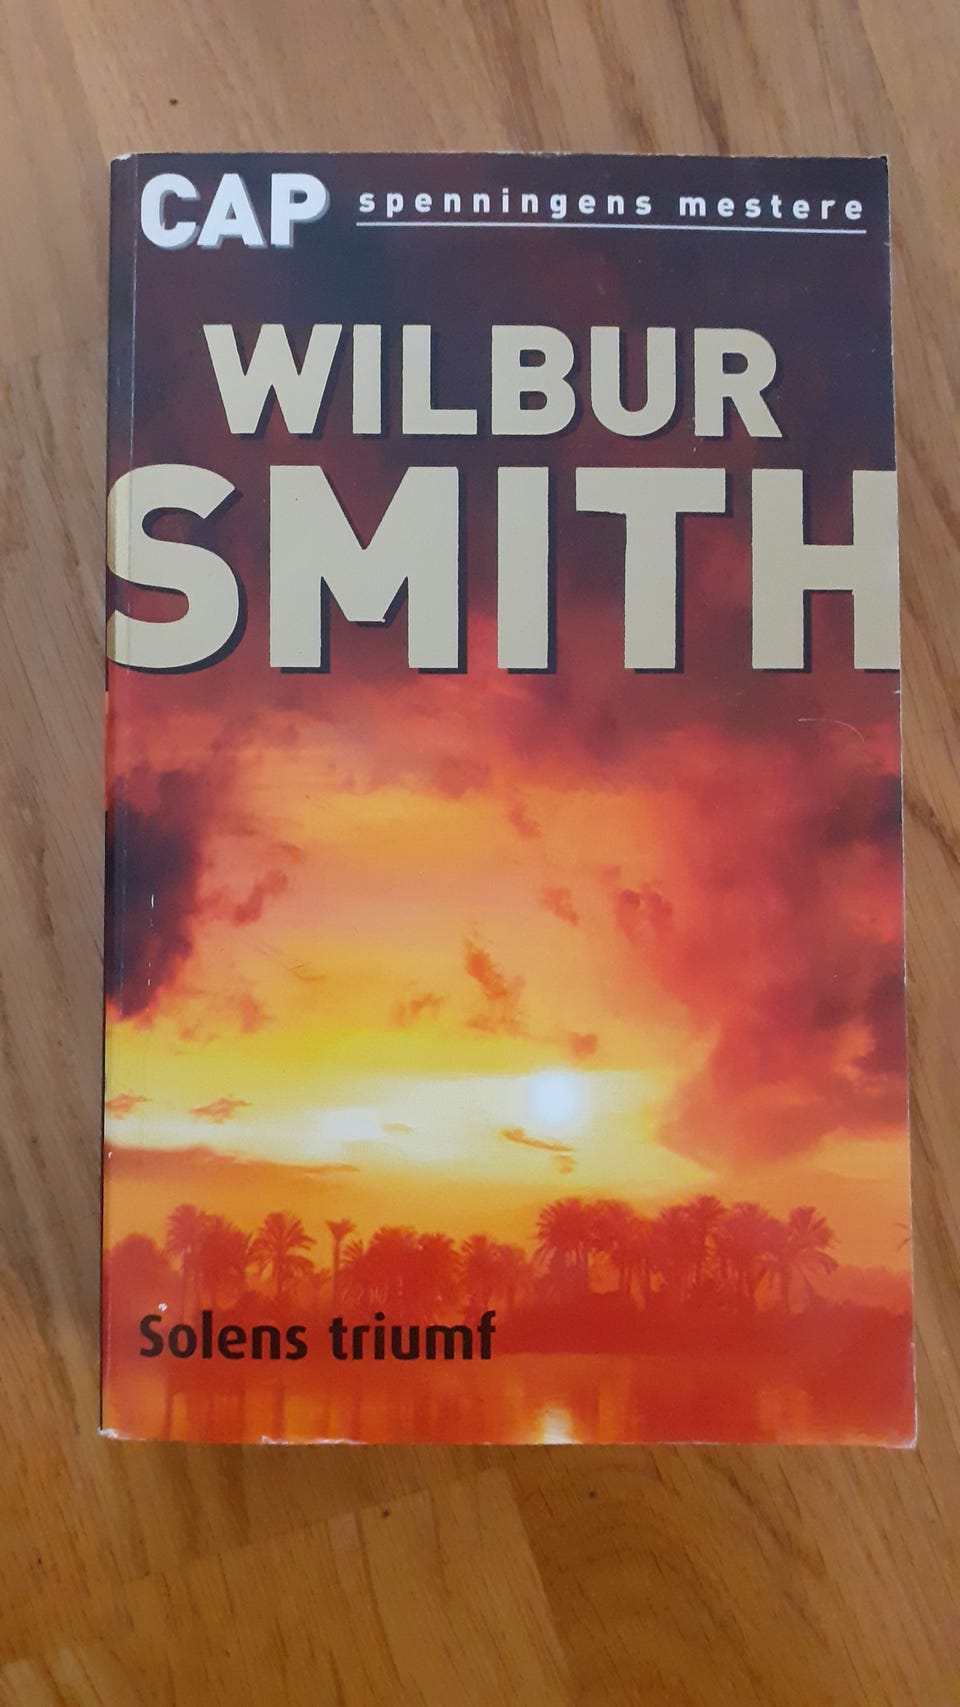 CAP spenningens mestere
WILBUR
SMITH
Solens triumf